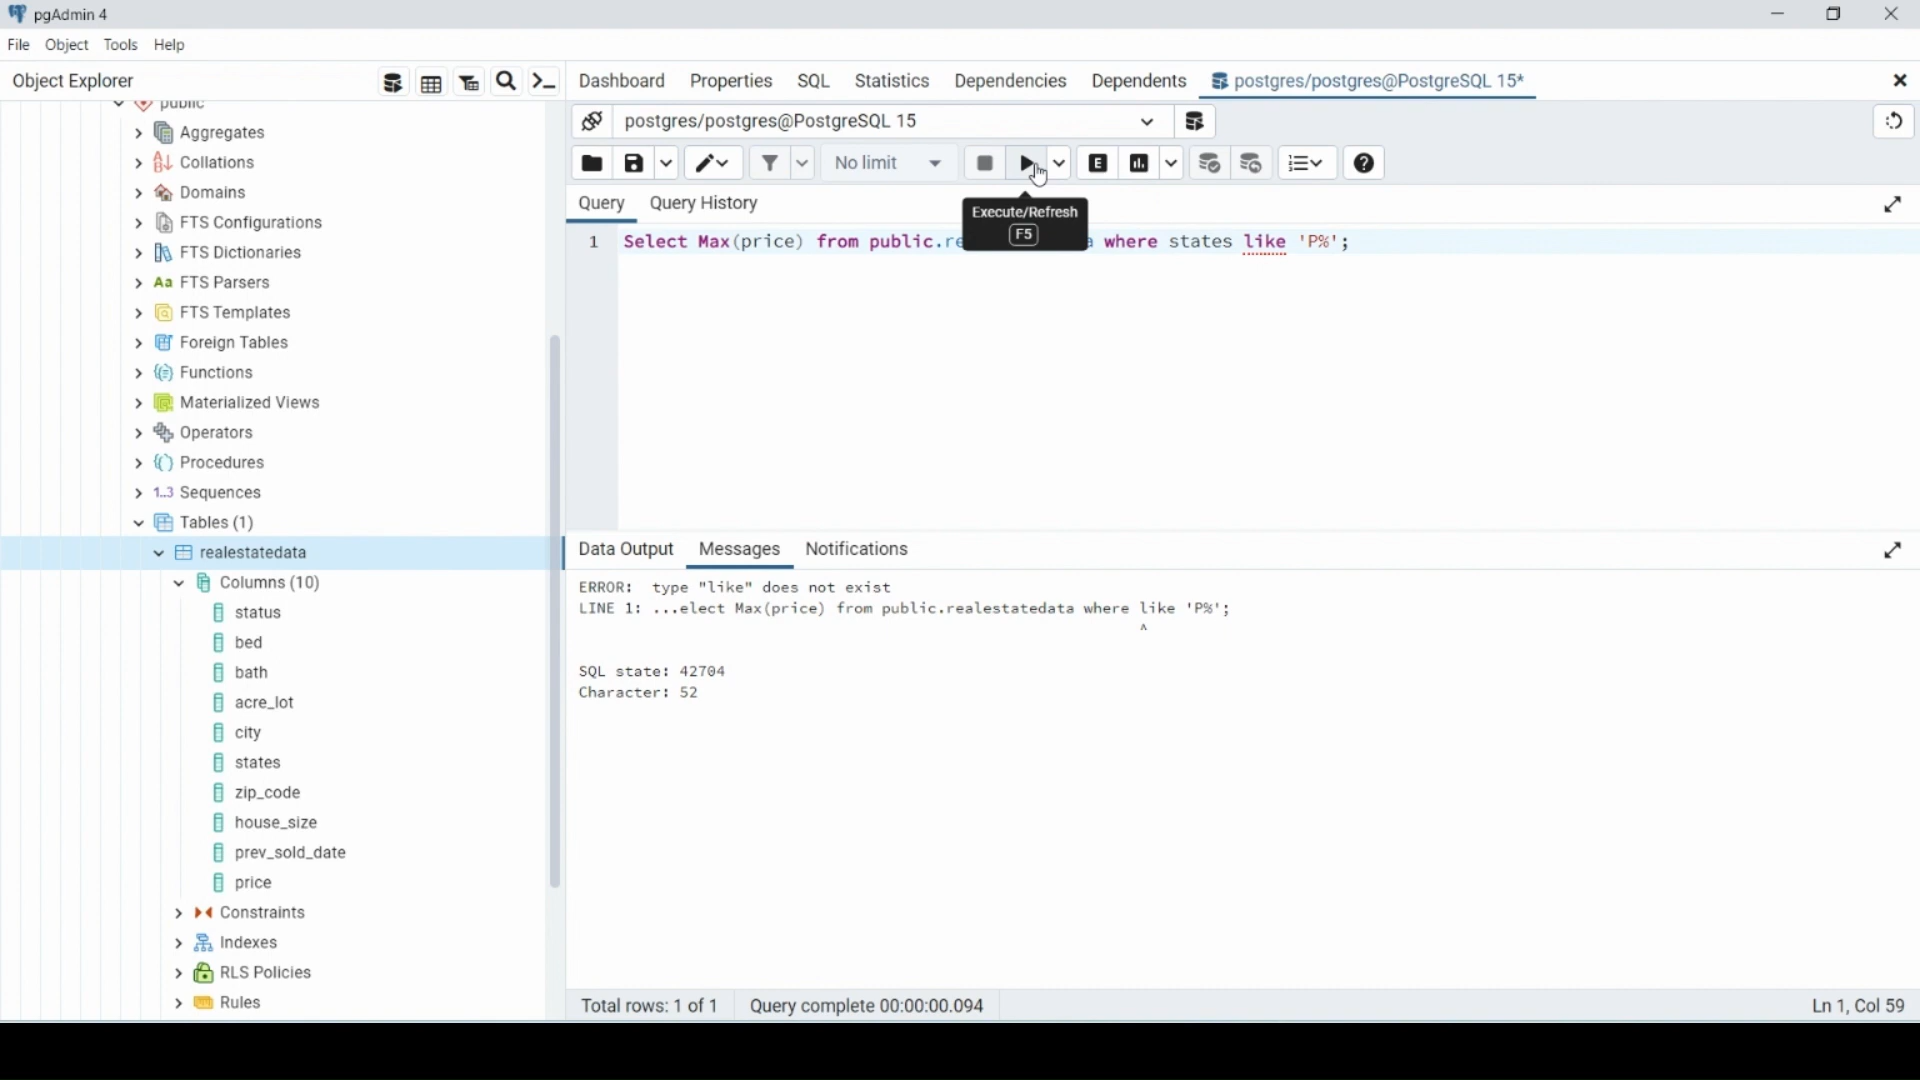 pgAdmin 4
File Object Tools Help
Object Explorer
Dashboard Properties SQL Statistics Dependencies Dependents postgres/postgres@PostgreSQL 15*
public
Aggregates
Collations
Domains
FTS Configurations
FTS Dictionaries
Aa FTS Parsers
FTS Templates
Foreign Tables
Functions
Materialized Views
Operators
Procedures
1..3 Sequences
Tables (1)
realestatedata
Columns (10)
status
bed
bath
acre_lot
city
states
zip_code
house_size
prev_sold_date
price
Constraints
Indexes
RLS Policies
Rules
postgres/postgres@PostgreSQL 15
No limit
E
Query Query History
Execute/Refresh
F5
1 Select Max(price) from public.re a where states like 'P%';
Data Output Messages Notifications
ERROR: type "like" does not exist
LINE 1: ...elect Max(price) from public.realestatedata where like 'P%';
^
SQL state: 42704
Character: 52
Total rows: 1 of 1 Query complete 00:00:00.094 Ln 1, Col 59